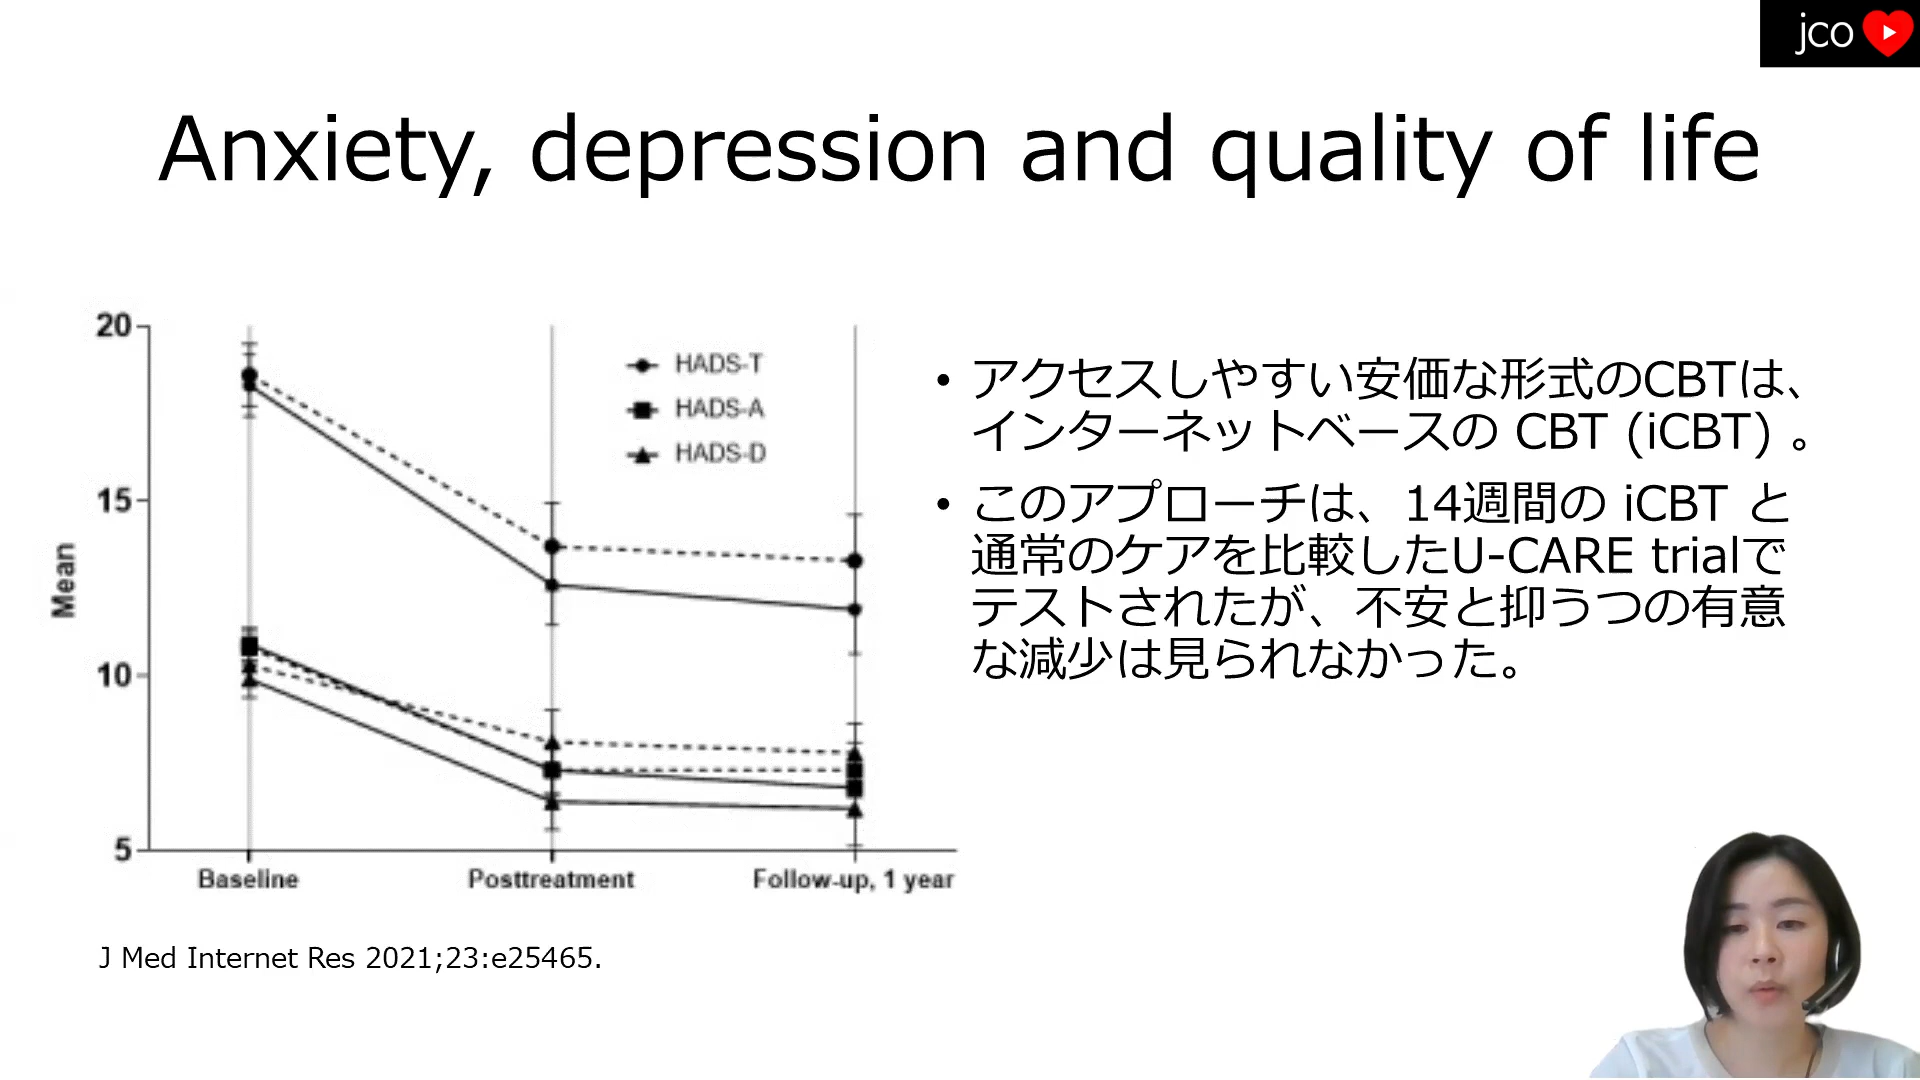 jco
Anxiety, depression and quality of life
20
15
10
5
Mean
HADS-T
HADS-A
HADS-D
Baseline
Posttreatment
Follow-up, 1 year
• アクセスしやすい安価な形式のCBTは、
インターネットベースの CBT (iCBT) 。
• このアプローチは、14週間の iCBT と
通常のケアを比較したU-CARE trialで
テストされたが、不安と抑うつの有意
な減少は見られなかった。
J Med Internet Res 2021;23:e25465.